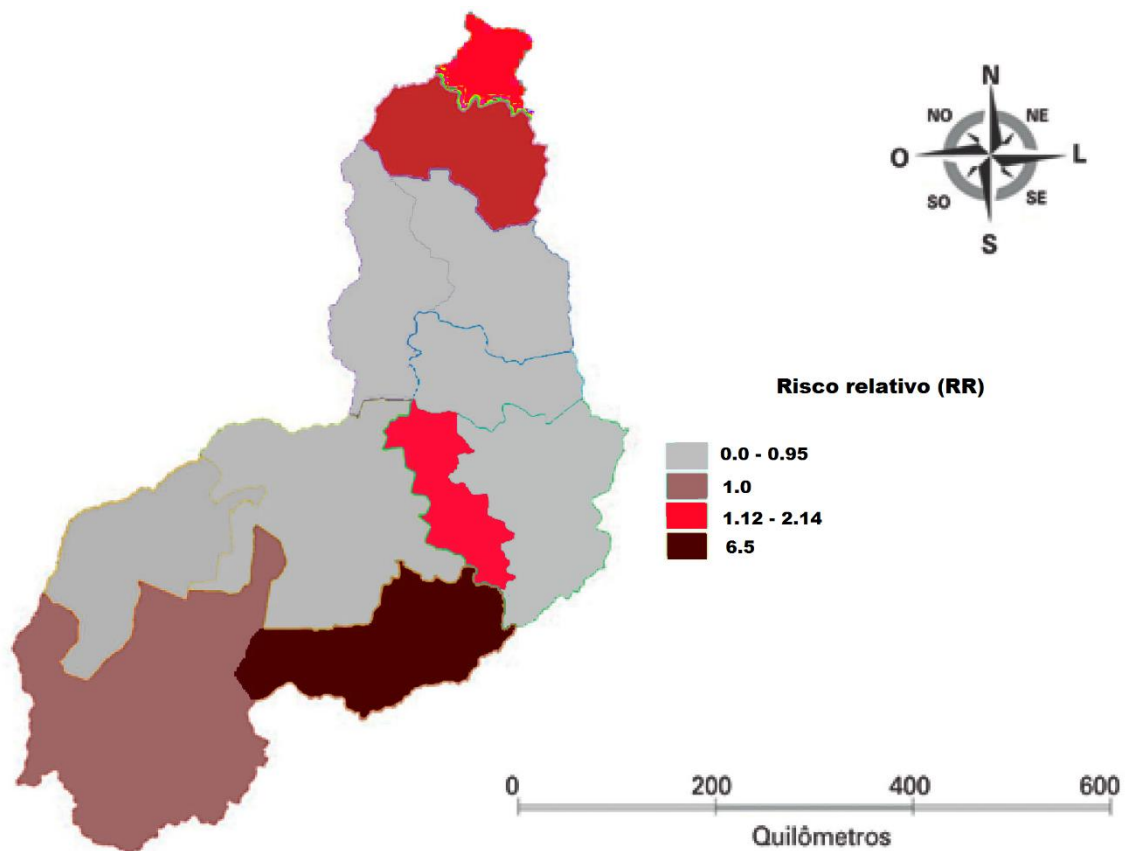 N
NO
NE
O
L
SO
SE
S
Risco relativo (RR)
0.0 - 0.95
1.0
1.12 - 2.14
6.5
0 200 400 600
Quilômetros